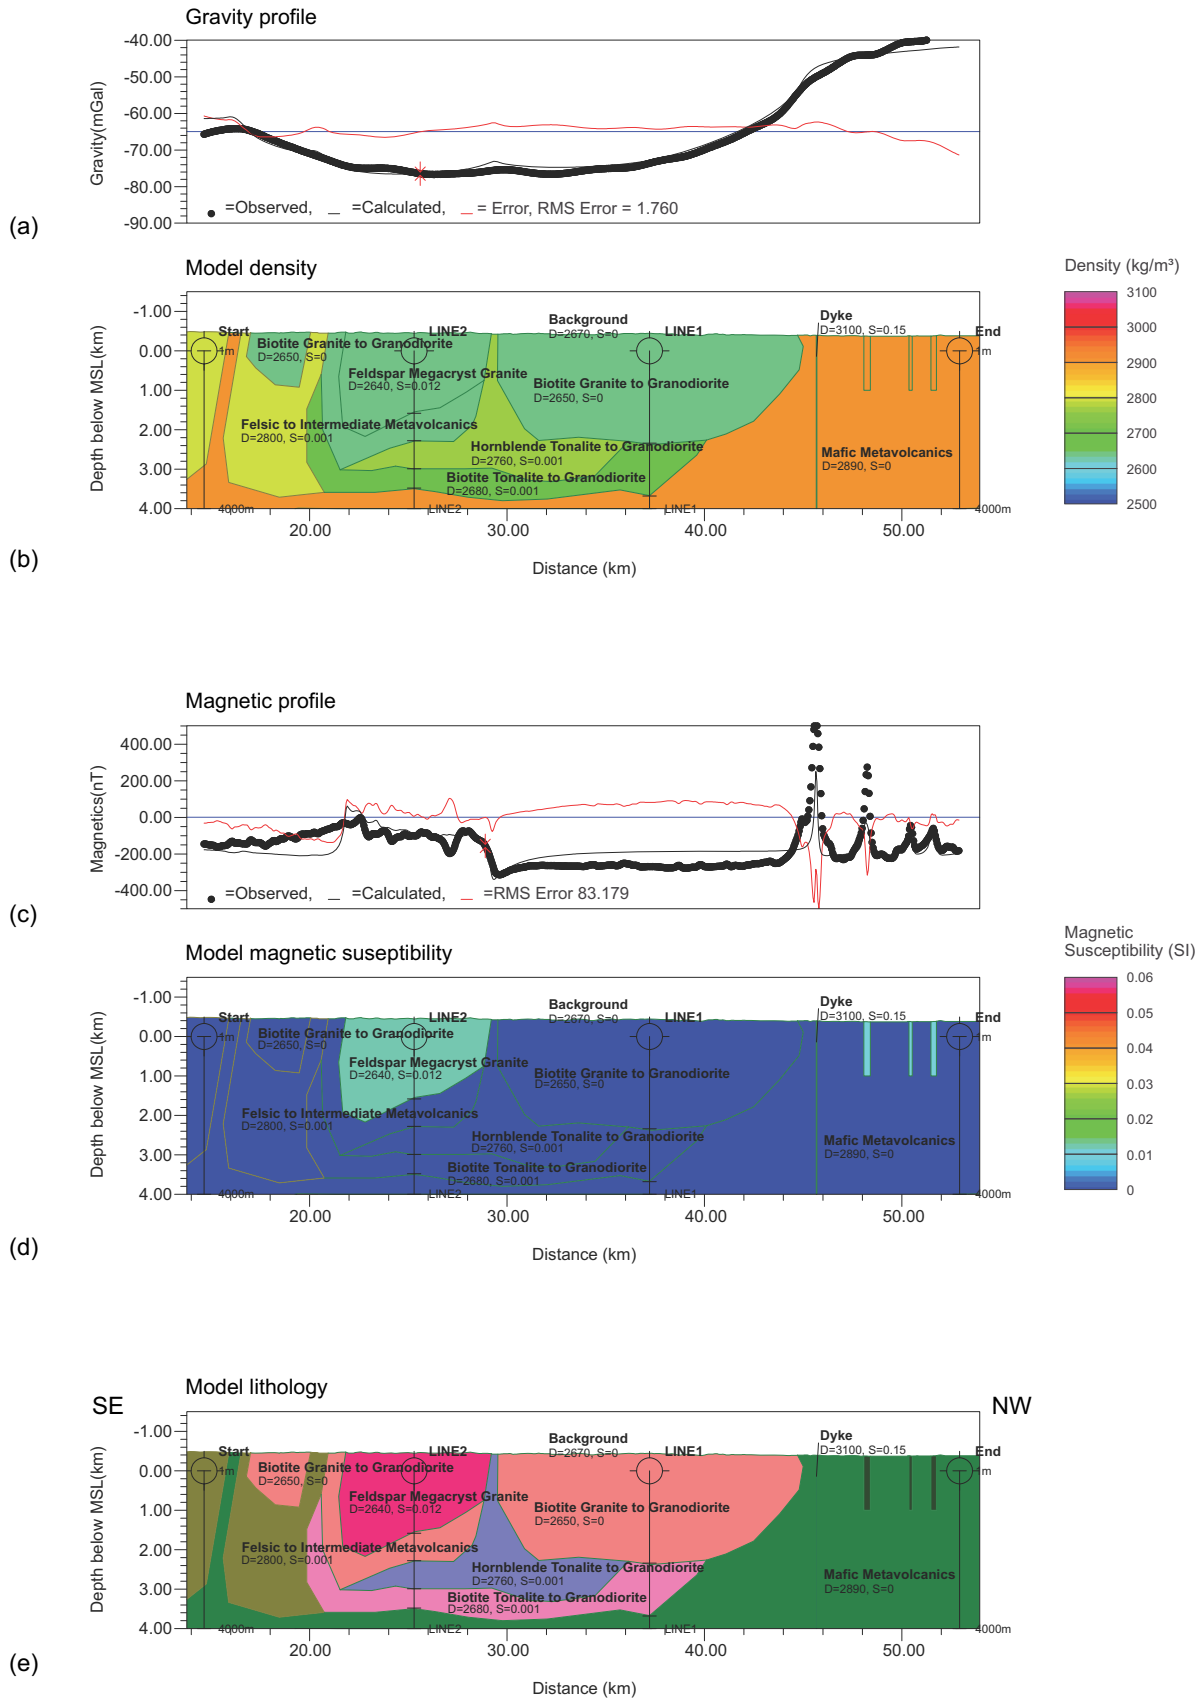 Gravity profile
-40.00
-50.00
-60.00
-70.00
-80.00
-90.00
Gravity(mGal)
=Observed, =Calculated, = Error, RMS Error = 1.760
(a)
Model density
Density (kg/m³)
3100
3000
2900
2800
2700
2600
2500
-1.00
0.00
1.00
2.00
3.00
4.00
Depth below MSL(km)
Start
1m
LINE2
Background
D=2670, S=0
LINE1
Dyke
D=3100, S=0.15
End
1m
Biotite Granite to Granodiorite
D=2650, S=0
Feldspar Megacryst Granite
D=2640, S=0.012
Biotite Granite to Granodiorite
D=2650, S=0
Felsic to Intermediate Metavolcanics
D=2800, S=0.001
Hornblende Tonalite to Granodiorite
D=2760, S=0.001
Mafic Metavolcanics
D=2890, S=0
Biotite Tonalite to Granodiorite
D=2680, S=0.001
4000m
LINE2
LINE1
4000m
20.00 30.00 40.00 50.00
(b)
Distance (km)
Magnetic profile
400.00
200.00
0.00
-200.00
-400.00
Magnetics(nT)
=Observed, =Calculated, =RMS Error 83.179
(c)
Model magnetic suseptibility
Magnetic
Susceptibility (SI)
0.06
0.05
0.04
0.03
0.02
0.01
0
-1.00
0.00
1.00
2.00
3.00
4.00
Depth below MSL(km)
Start
1m
LINE2
Background
D=2670, S=0
LINE1
Dyke
D=3100, S=0.15
End
1m
Biotite Granite to Granodiorite
D=2650, S=0
Feldspar Megacryst Granite
D=2640, S=0.012
Biotite Granite to Granodiorite
D=2650, S=0
Felsic to Intermediate Metavolcanics
D=2800, S=0.001
Hornblende Tonalite to Granodiorite
D=2760, S=0.001
Mafic Metavolcanics
D=2890, S=0
Biotite Tonalite to Granodiorite
D=2680, S=0.001
4000m
LINE2
LINE1
4000m
20.00 30.00 40.00 50.00
(d)
Distance (km)
Model lithology
SE
NW
-1.00
0.00
1.00
2.00
3.00
4.00
Depth below MSL(km)
Start
1m
LINE2
Background
D=2670, S=0
LINE1
Dyke
D=3100, S=0.15
End
1m
Biotite Granite to Granodiorite
D=2650, S=0
Feldspar Megacryst Granite
D=2640, S=0.012
Biotite Granite to Granodiorite
D=2650, S=0
Felsic to Intermediate Metavolcanics
D=2800, S=0.001
Hornblende Tonalite to Granodiorite
D=2760, S=0.001
Mafic Metavolcanics
D=2890, S=0
Biotite Tonalite to Granodiorite
D=2680, S=0.001
4000m
LINE2
LINE1
4000m
20.00 30.00 40.00 50.00
(e)
Distance (km)